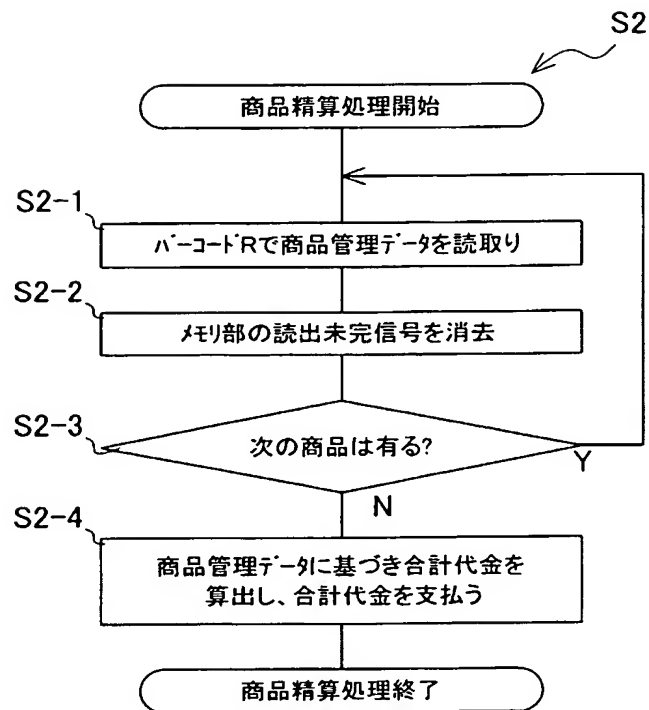 S2
商品精算処理開始
S2-1
バーコードRで商品管理データを読取り
S2-2
メモリ部の読出未完信号を消去
S2-3
次の商品は有る?
Y
N
S2-4
商品管理データに基づき合計代金を
算出し、合計代金を支払う
商品精算処理終了